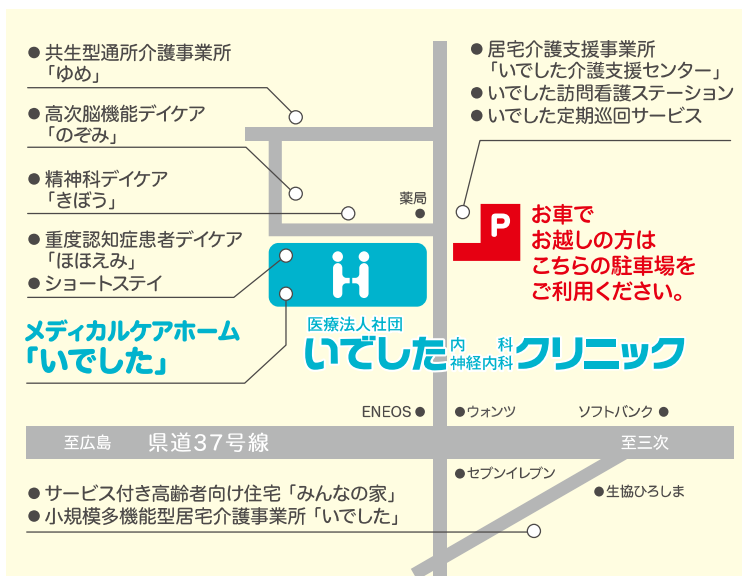 ● 共生型通所介護事業所
「ゆめ」
● 高次脳機能デイケア
「のぞみ」
● 精神科デイケア
「きぼう」
● 重度認知症患者デイケア
「ほほえみ」
● ショートステイ
メディカルケアホーム
「いでした」
● 居宅介護支援事業所
「いでした介護支援センター」
● いでした訪問看護ステーション
● いでした定期巡回サービス
薬局
P
お車で
お越しの方は
こちらの駐車場を
ご利用ください。
医療法人社団
いでした内科神経内科クリニック
ENEOS ●
● ウォンツ
ソフトバンク ●
至広島
県道37号線
至三次
● セブンイレブン
● 生協ひろしま
● サービス付き高齢者向け住宅「みんなの家」
● 小規模多機能型居宅介護事業所「いでした」